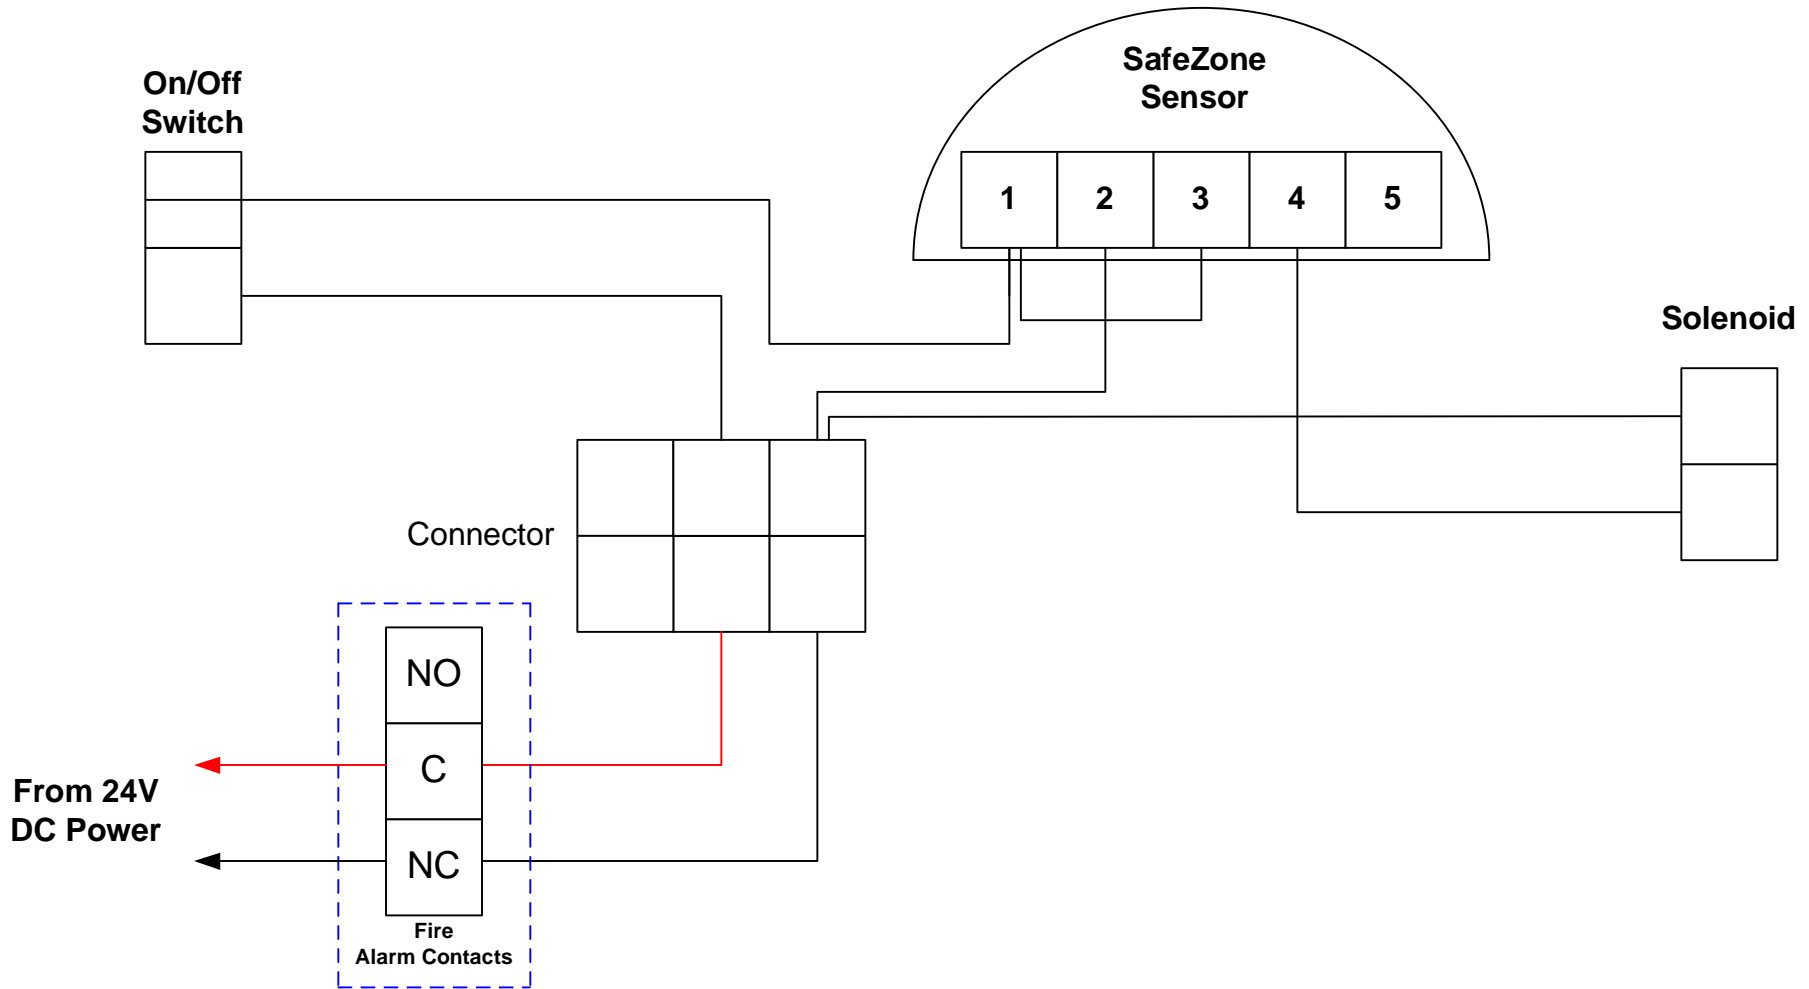 On/Off
Switch
SafeZone
Sensor
1 2 3 4 5
Solenoid
Connector
NO
C
NC
From 24V
DC Power
Fire
Alarm Contacts